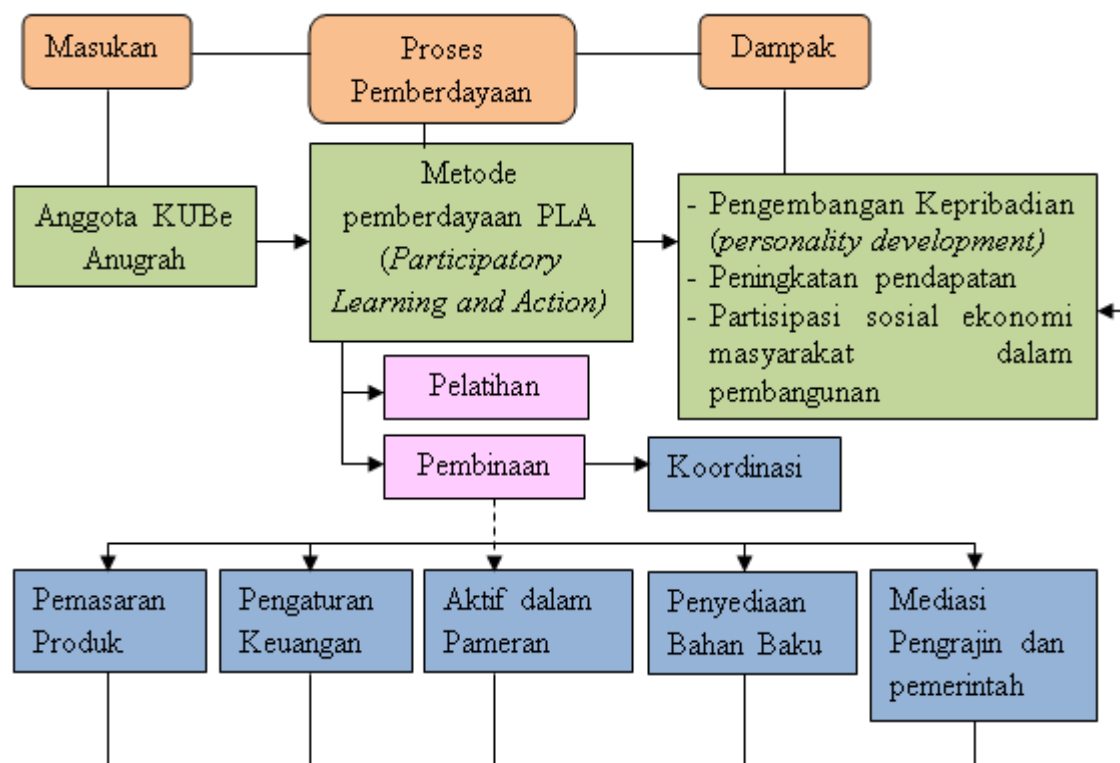 Masukan
Proses
Pemberdayaan
Dampak
Anggota KUBe
Anugrah
Metode
pemberdayaan PLA
(Participatory
Learning and Action)
- Pengembangan Kepribadian
(personality development)
- Peningkatan pendapatan
- Partisipasi sosial ekonomi
masyarakat dalam
pembangunan
Pelatihan
Pembinaan
Koordinasi
Pemasaran
Produk
Pengaturan
Keuangan
Aktif dalam
Pameran
Penyediaan
Bahan Baku
Mediasi
Pengrajin dan
pemerintah